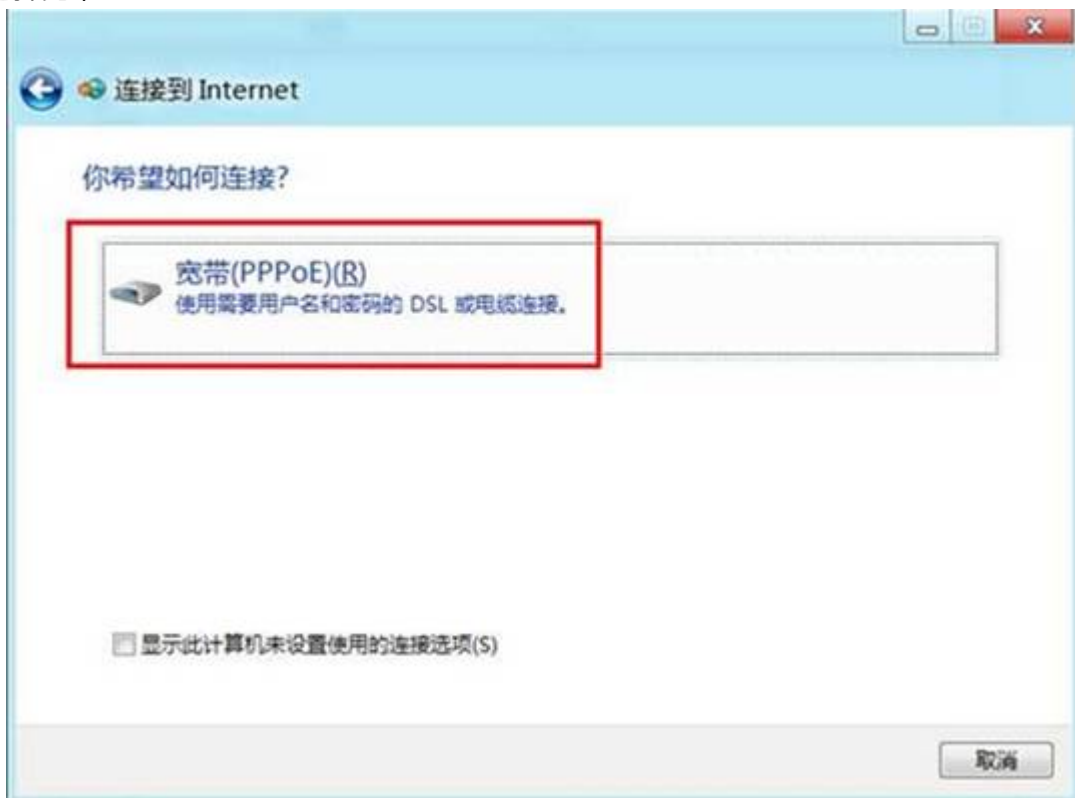 连接到 Internet
你希望如何连接?
宽带(PPPoE)(R)
使用需要用户名和密码的 DSL 或电缆连接。
显示此计算机未设置使用的连接选项(S)
取消